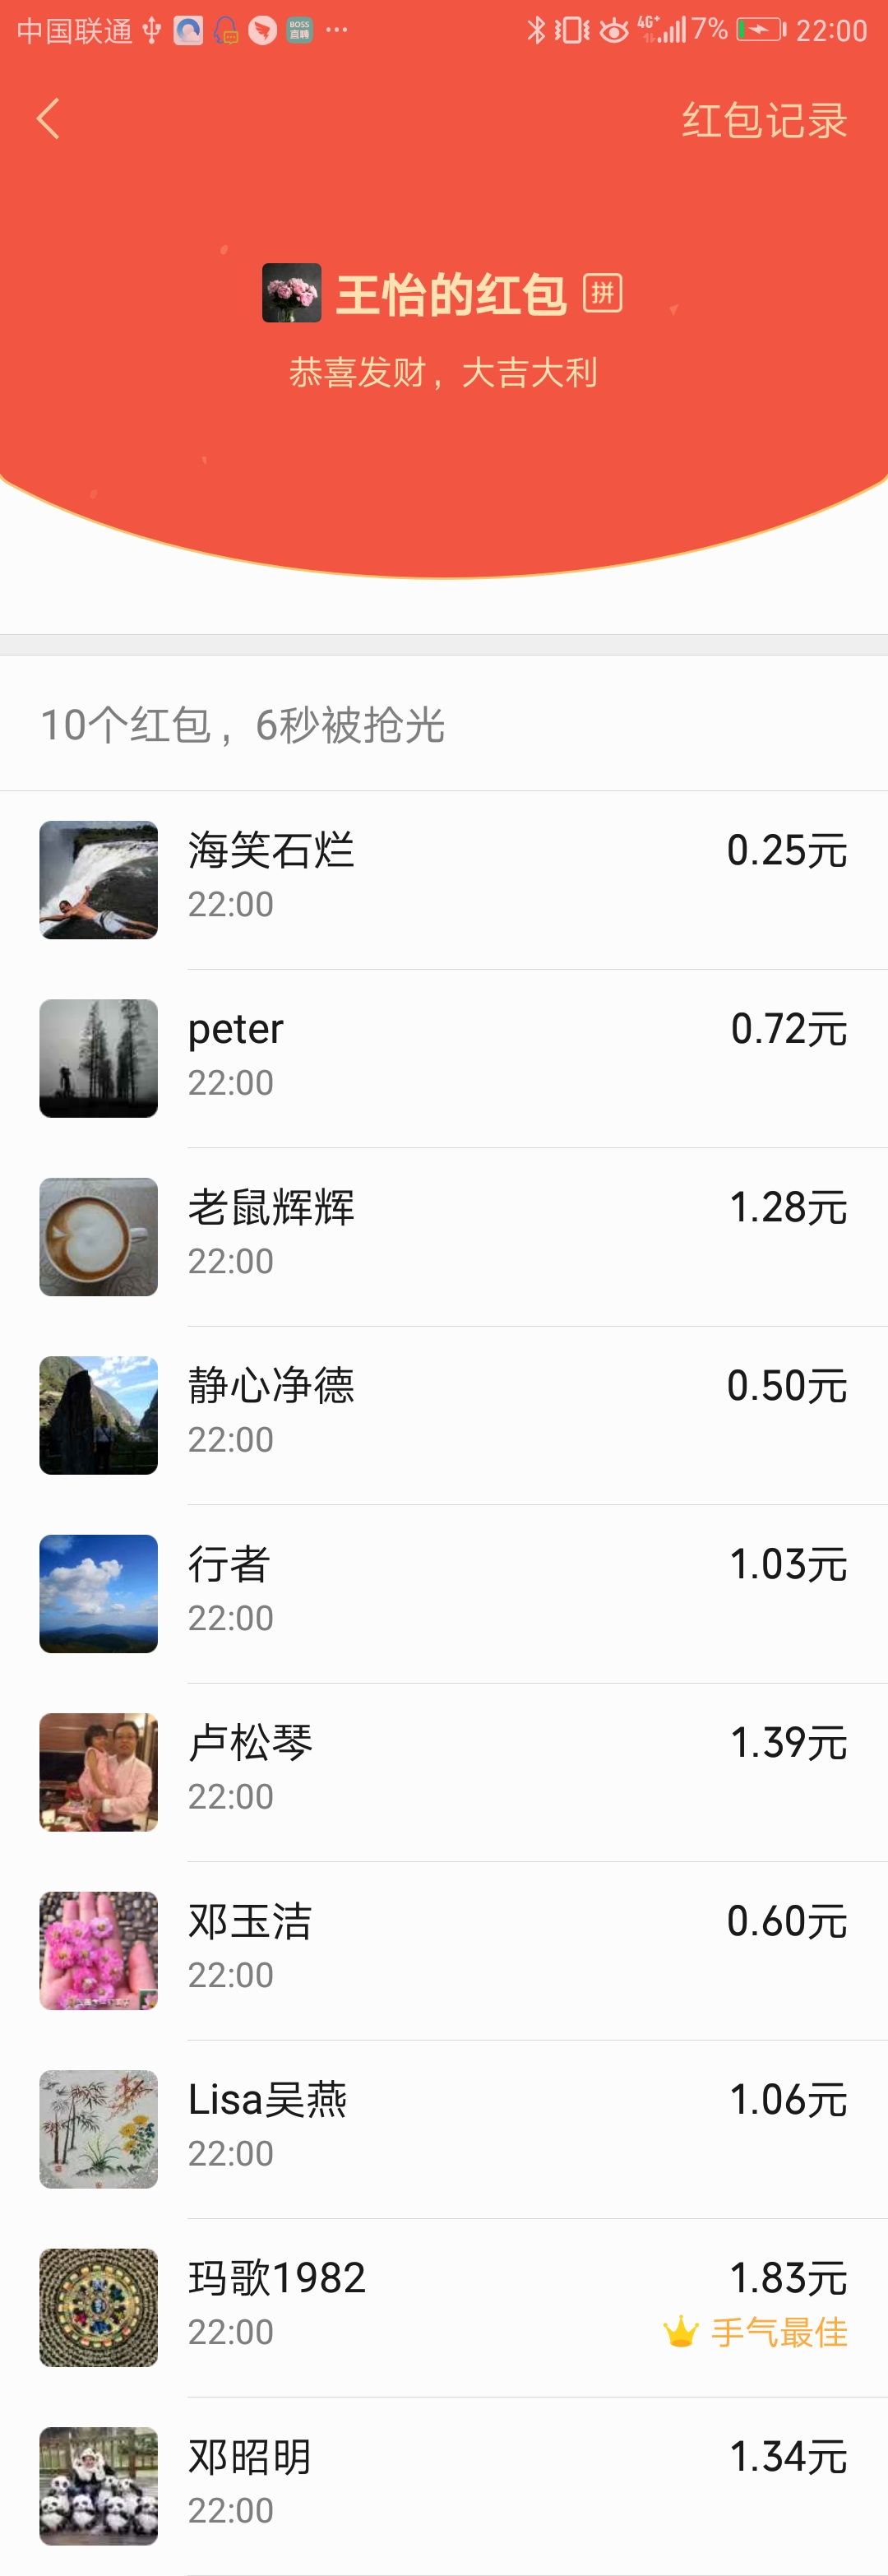 中国联通 BOSS直聘 ··· 4G+ 7% 22:00
红包记录
王怡的红包 拼
恭喜发财，大吉大利
10个红包，6秒被抢光
海笑石烂 0.25元
22:00
peter 0.72元
22:00
老鼠辉辉 1.28元
22:00
静心净德 0.50元
22:00
行者 1.03元
22:00
卢松琴 1.39元
22:00
邓玉洁 0.60元
22:00
Lisa吴燕 1.06元
22:00
玛歌1982 1.83元
22:00 手气最佳
邓昭明 1.34元
22:00